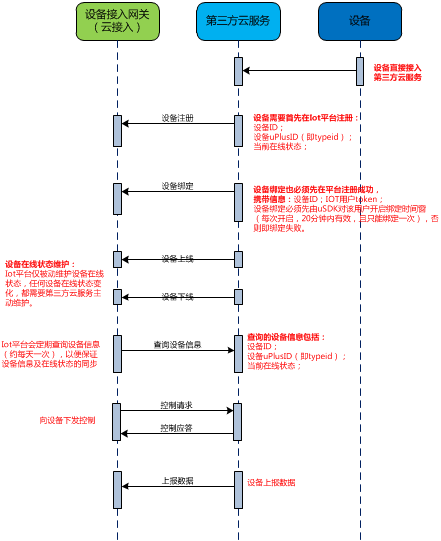 设备接入网关
（云接入）
第三方云服务
设备
设备直接接入
第三方云服务
设备注册
设备需要首先在Iot平台注册：
设备ID；
设备uPlusID（即typeid）；
当前在线状态；
设备绑定
设备绑定也必须先在平台注册成功，
携带信息：设备ID；IOT用户token；
设备绑定必须先由uSDK对该用户开启绑定时间窗
（每次开启，20分钟内有效，且只能绑定一次），否
则即绑定失败。
设备在线状态维护：
Iot平台仅被动维护设备在线
状态，任何设备在线状态变
化，都需要第三方云服务主
动维护。
设备上线
设备下线
Iot平台会定期查询设备信息
（约每天一次），以便保证
设备信息及在线状态的同步
查询设备信息
查询的设备信息包括：
设备ID；
设备uPlusID（即typeid）；
当前在线状态；
向设备下发控制
控制请求
控制应答
上报数据
设备上报数据